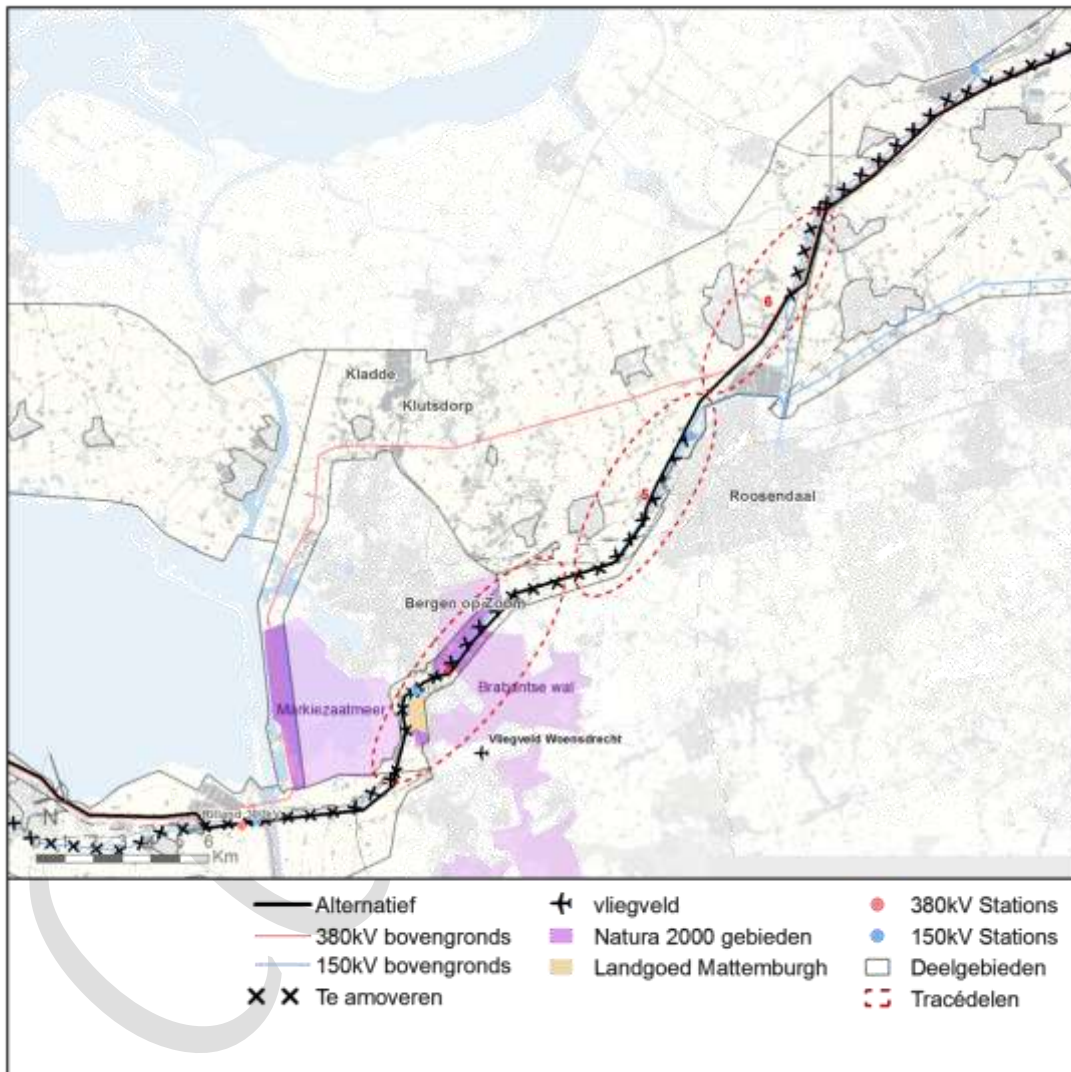 6
Kladde
Klutsdorp
5
Roosendaal
Bergen op Zoom
Brabantse wal
Markiezaatmeer
Vliegveld Woensdrecht
N
6
Km
Alternatief
vliegveld
380kV Stations
380kV bovengronds
Natura 2000 gebieden
150kV Stations
150kV bovengronds
Landgoed Mattemburgh
Deelgebieden
Te amoveren
Tracédelen